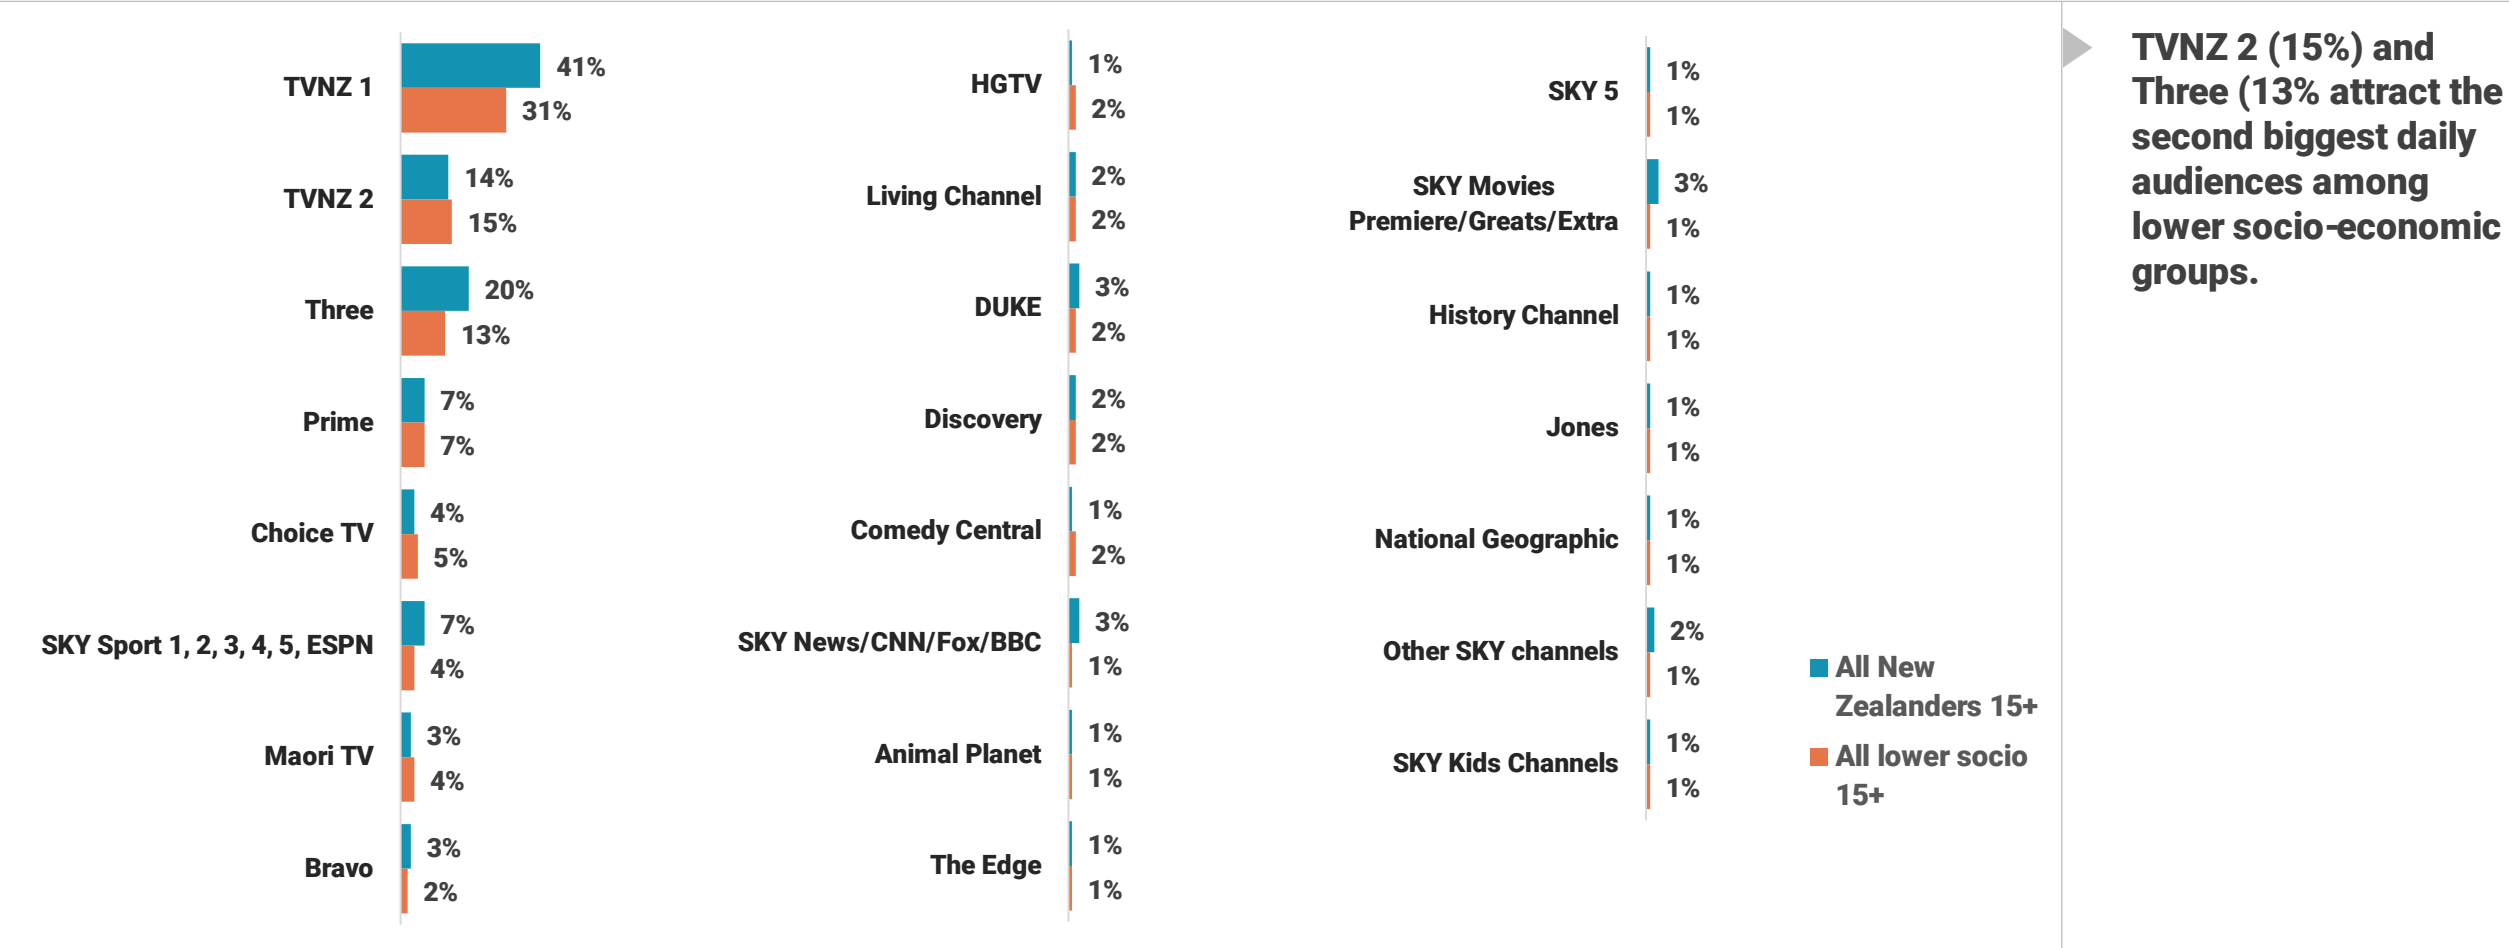 TVNZ 1
41%
31%
TVNZ 2
14%
15%
Three
20%
13%
Prime
7%
7%
Choice TV
4%
5%
SKY Sport 1, 2, 3, 4, 5, ESPN
7%
4%
Maori TV
3%
4%
Bravo
3%
2%
HGTV
1%
2%
Living Channel
2%
2%
DUKE
3%
2%
Discovery
2%
2%
Comedy Central
1%
2%
SKY News/CNN/Fox/BBC
3%
1%
Animal Planet
1%
1%
The Edge
1%
1%
SKY 5
1%
1%
SKY Movies
Premiere/Greats/Extra
3%
1%
History Channel
1%
1%
Jones
1%
1%
National Geographic
1%
1%
Other SKY channels
2%
1%
SKY Kids Channels
1%
1%
All New
Zealanders 15+
All lower socio
15+
TVNZ 2 (15%) and
Three (13% attract the
second biggest daily
audiences among
lower socio-economic
groups.